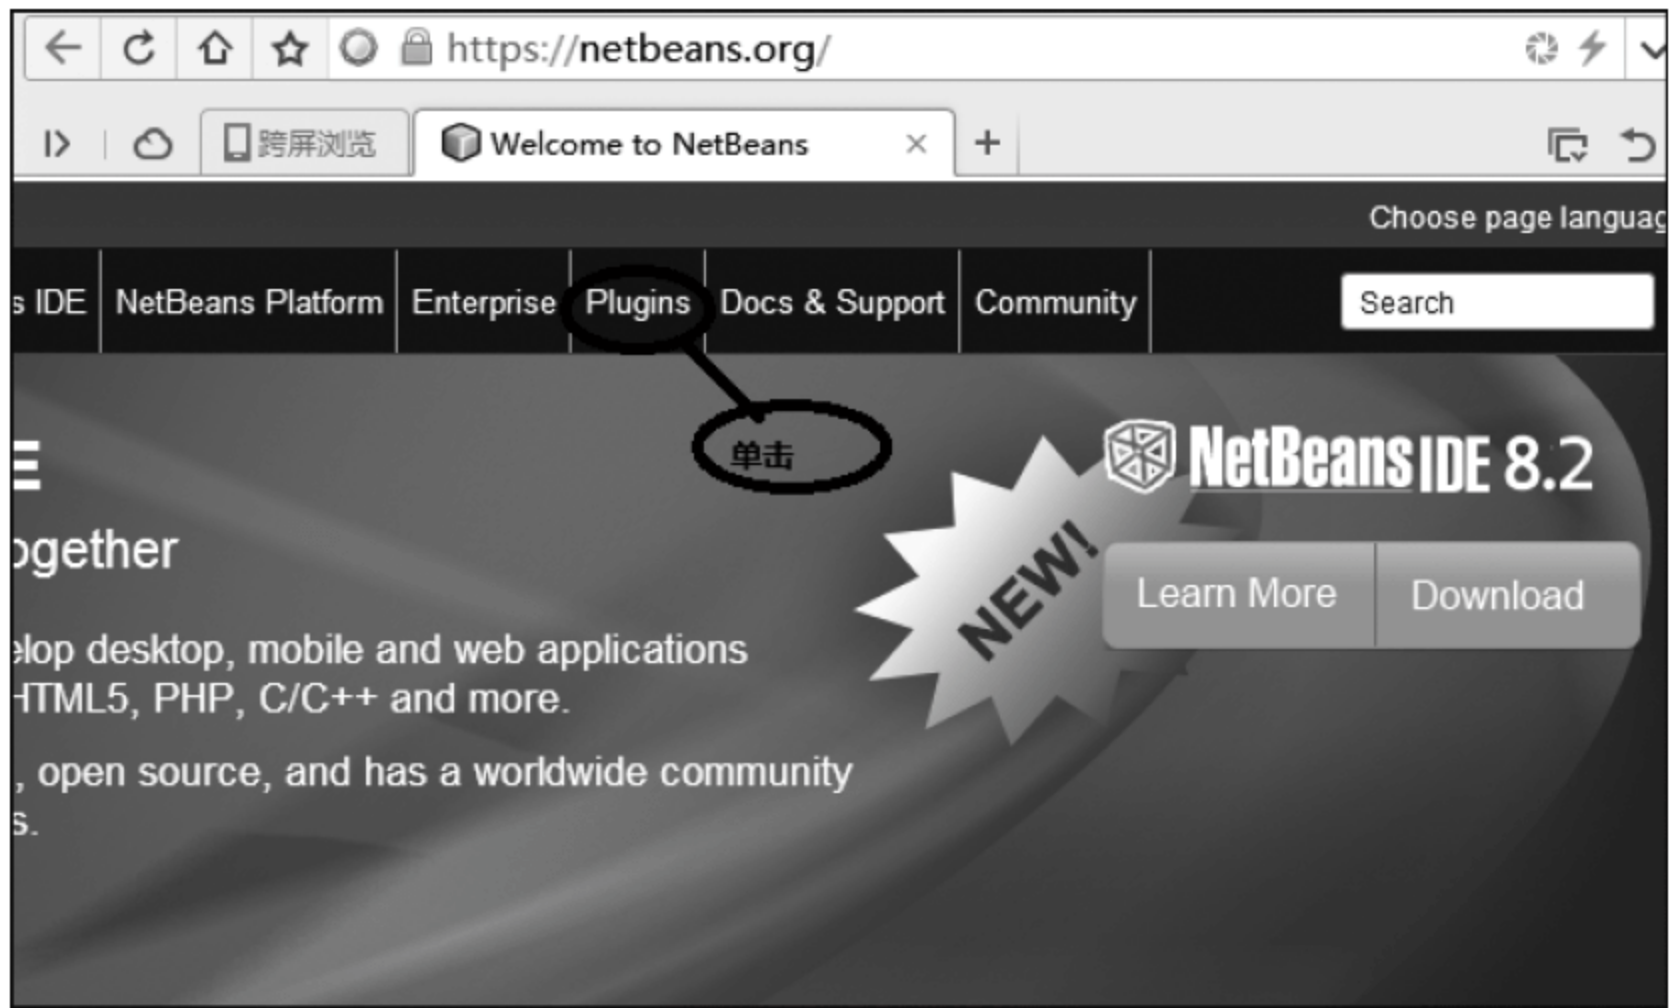 https://netbeans.org/
跨屏浏览 Welcome to NetBeans
Choose page languag
s IDE NetBeans Platform Enterprise Plugins Docs & Support Community Search
单击
E
NetBeans IDE 8.2
ogether
NEW!
Learn More Download
elop desktop, mobile and web applications
HTML5, PHP, C/C++ and more.
, open source, and has a worldwide community
s.